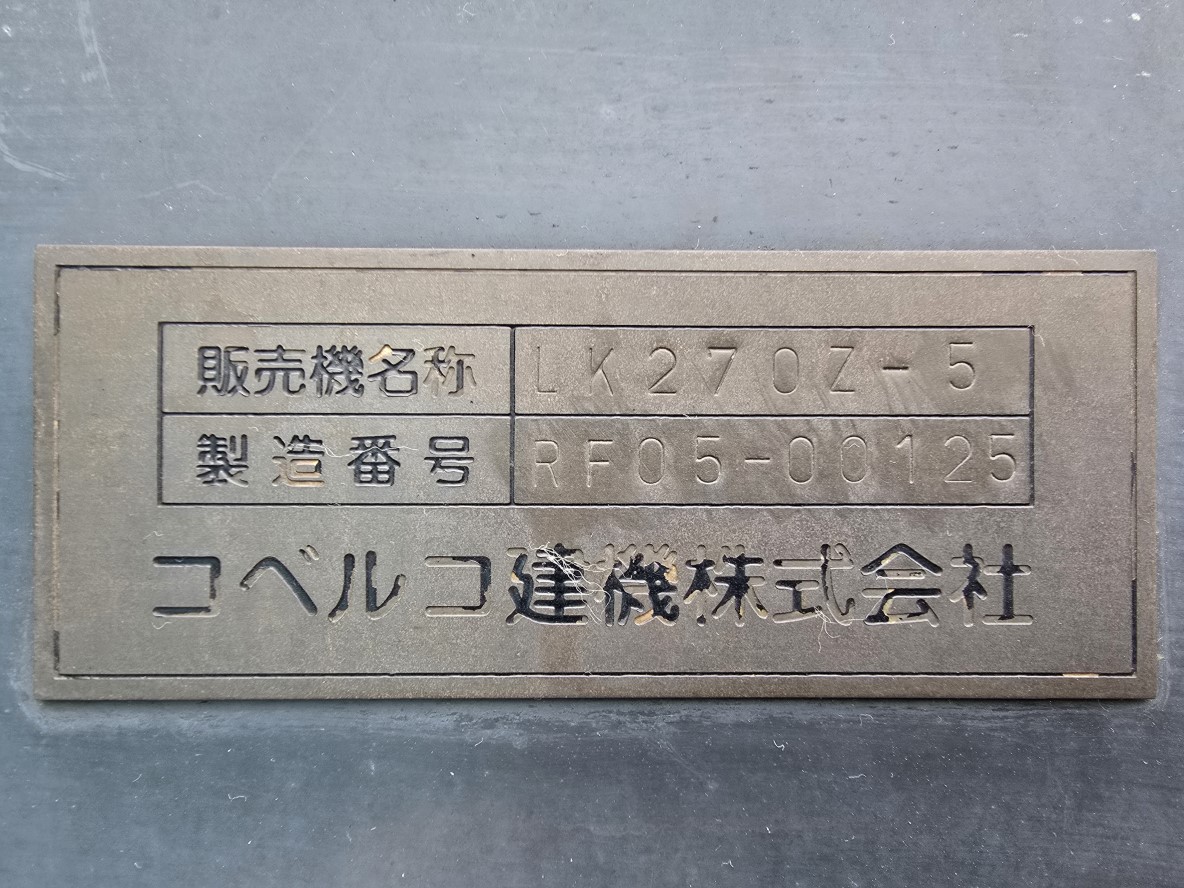 販売機名称 LK270Z-5
製造番号 RF05-00125
コベルコ建機株式会社